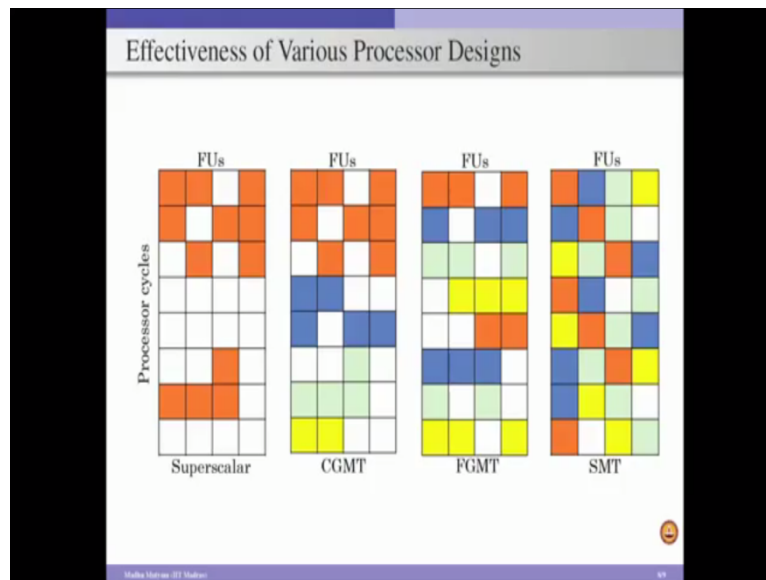 Effectiveness of Various Processor Designs
FUs
FUs
FUs
FUs
Processor cycles
Superscalar
CGMT
FGMT
SMT